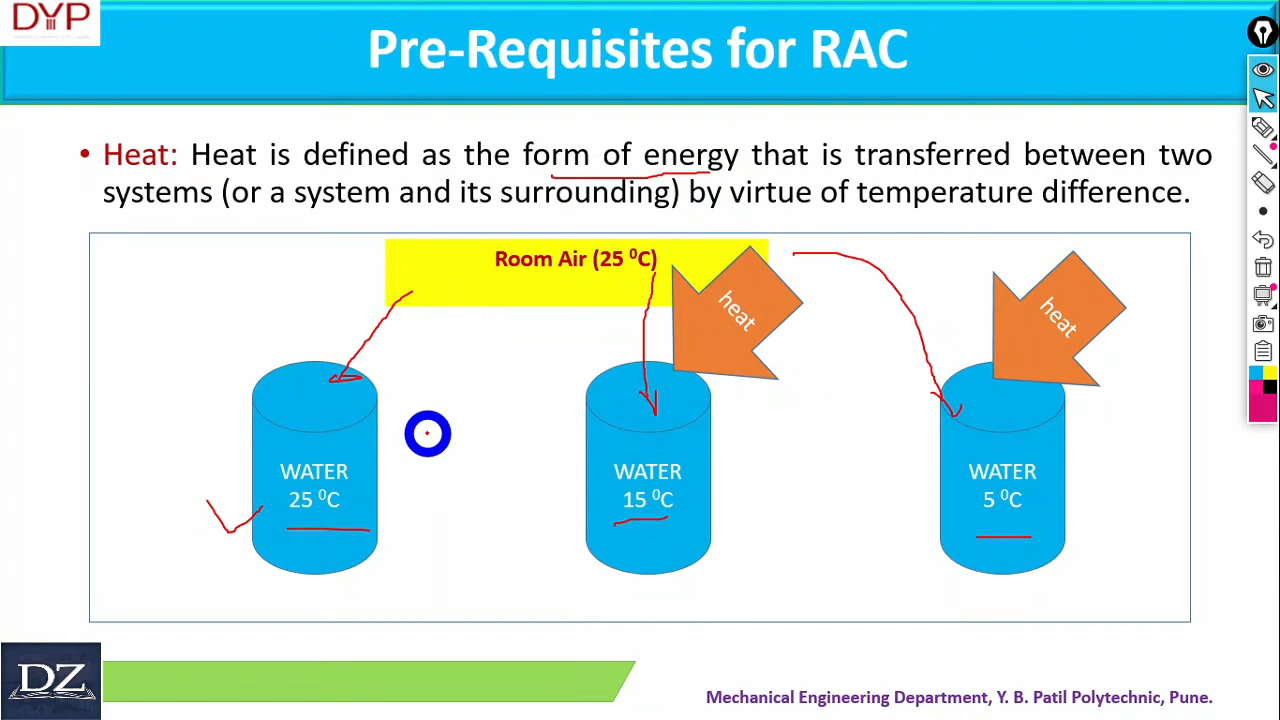 DYP
Pre-Requisites for RAC
• Heat: Heat is defined as the form of energy that is transferred between two
systems (or a system and its surrounding) by virtue of temperature difference.
Room Air (25 ⁰C)
heat
heat
WATER
25 ⁰C
WATER
15 ⁰C
WATER
5 ⁰C
DZ
Mechanical Engineering Department, Y. B. Patil Polytechnic, Pune.